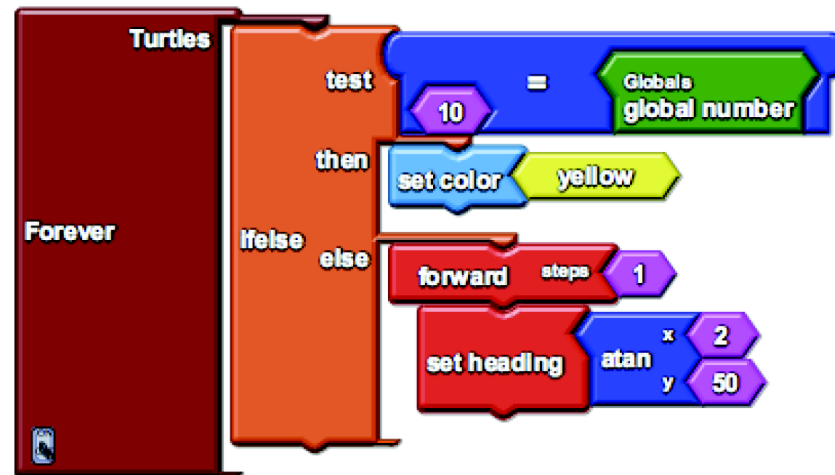 Turtles
test
10
=
Globals
global number
then
set color
yellow
Forever
Ifelse
else
forward
steps
1
set heading
atan
x
2
y
50